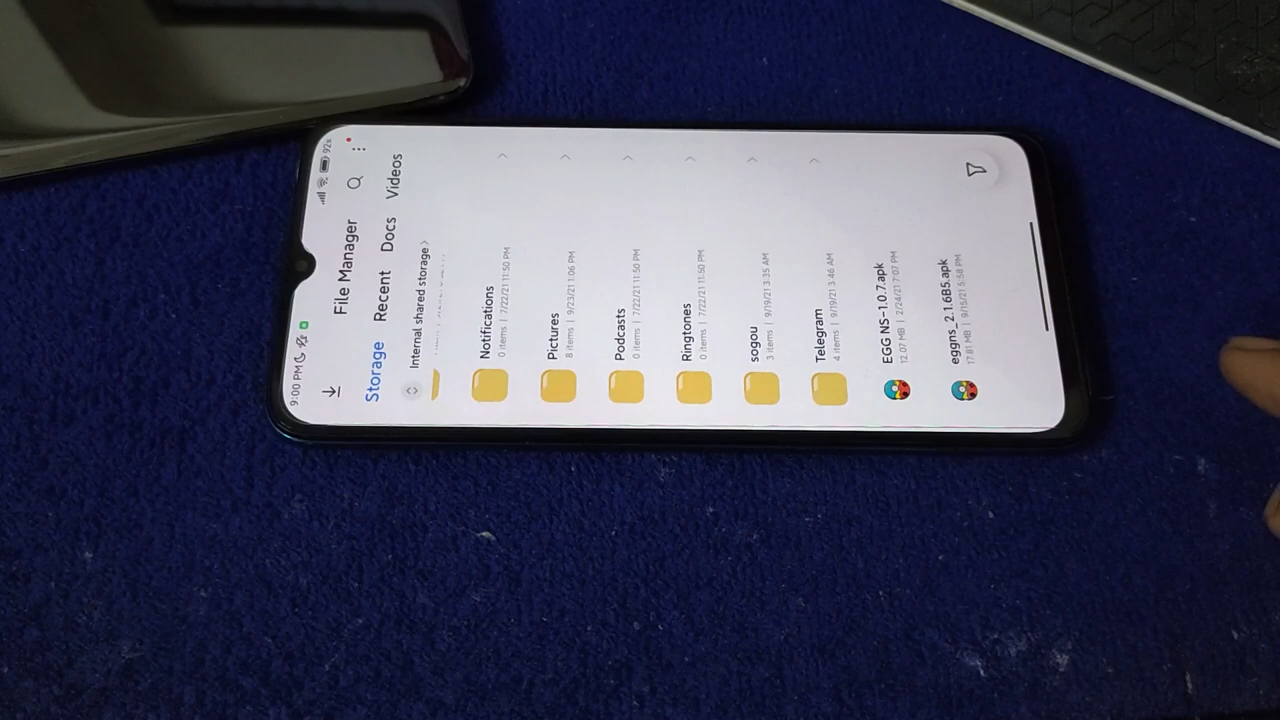 9:00 PM
92
File Manager
Storage Recent Docs Videos
Internal shared storage >
Notifications
0 items | 7/22/21 11:50 PM
Pictures
8 items | 9/23/21 1:06 PM
Podcasts
0 items | 7/22/21 11:50 PM
Ringtones
0 items | 7/22/21 11:50 PM
sogou
3 items | 9/19/21 3:35 AM
Telegram
4 items | 9/19/21 3:46 AM
EGG NS-1.0.7.apk
12.07 MB | 2/24/21 7:07 PM
eggns_2.1.6B5.apk
17.81 MB | 9/15/21 5:58 PM